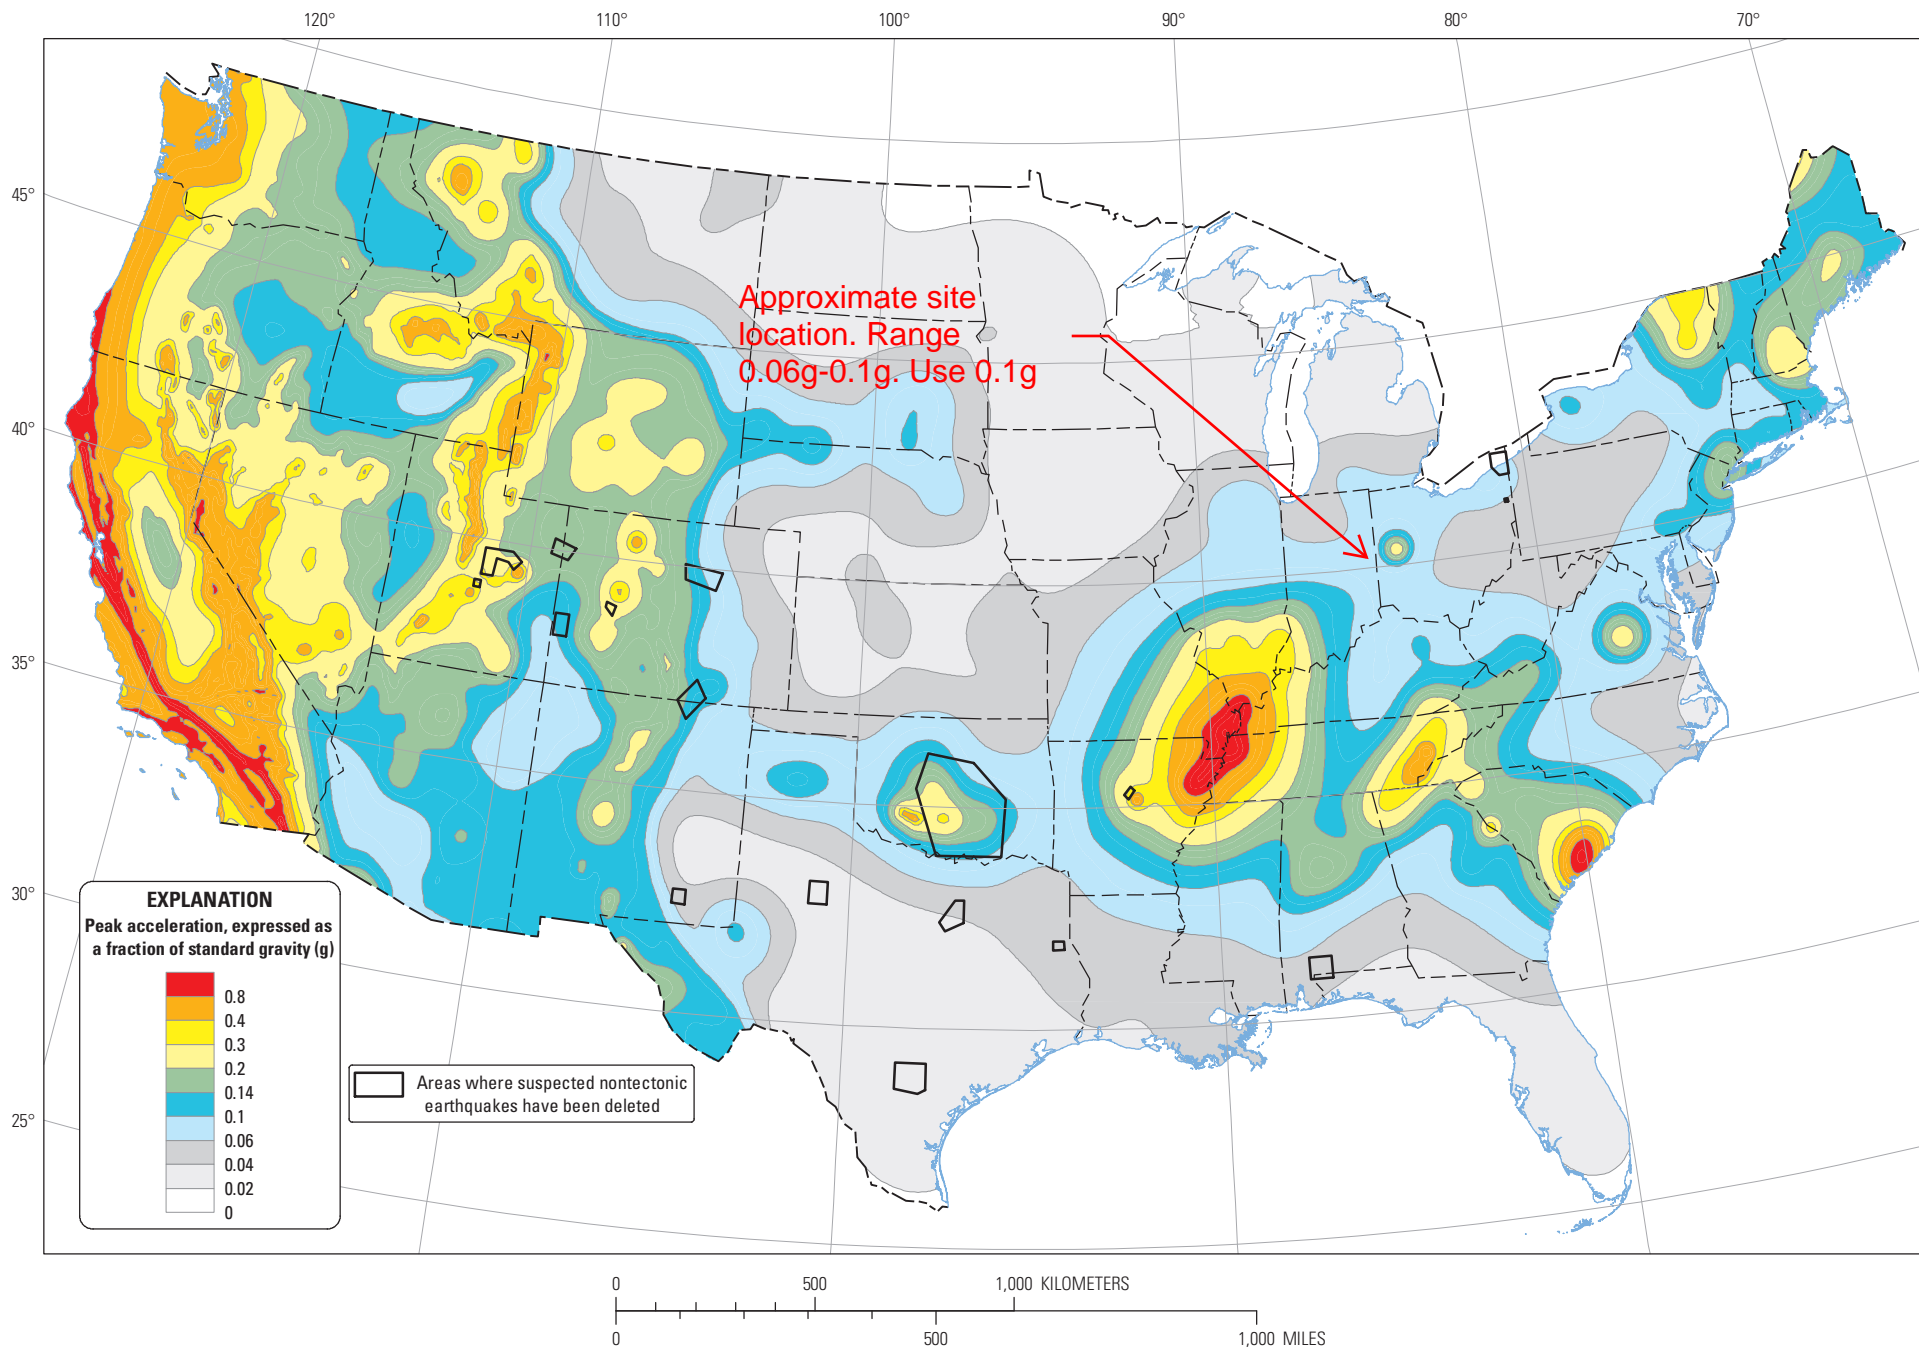 120°
110°
100°
90°
80°
70°
45°
40°
35°
30°
25°
Approximate site
location. Range
0.06g-0.1g. Use 0.1g
EXPLANATION
Peak acceleration, expressed as
a fraction of standard gravity (g)
0.8
0.4
0.3
0.2
0.14
0.1
0.06
0.04
0.02
0
Areas where suspected nontectonic
earthquakes have been deleted
0 500 1,000 KILOMETERS
0 500 1,000 MILES